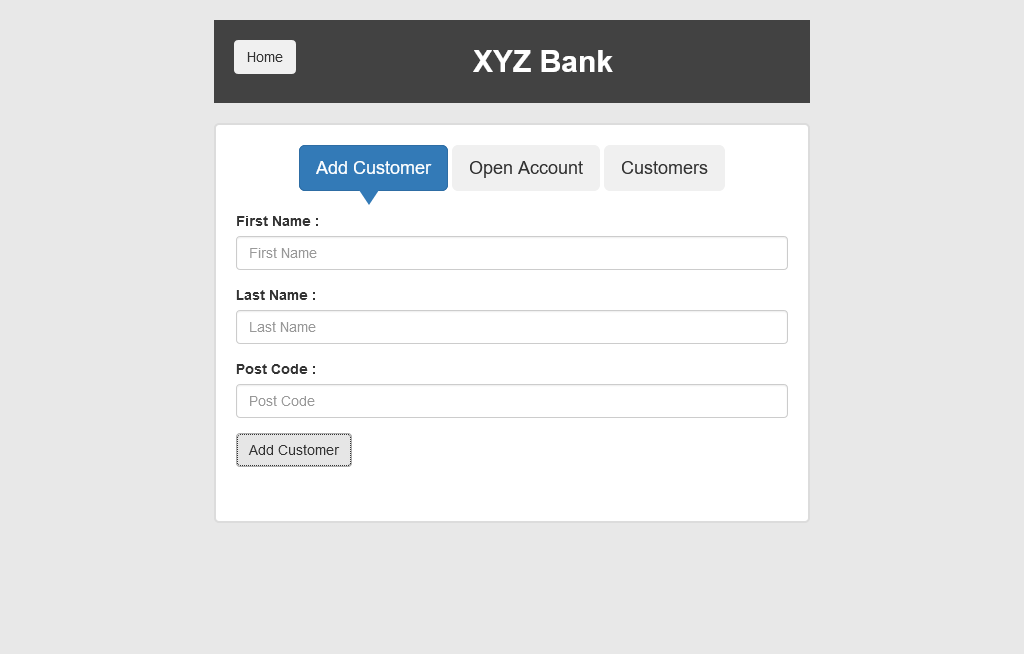 Home
XYZ Bank
Add Customer
Open Account
Customers
First Name :
First Name
Last Name :
Last Name
Post Code :
Post Code
Add Customer